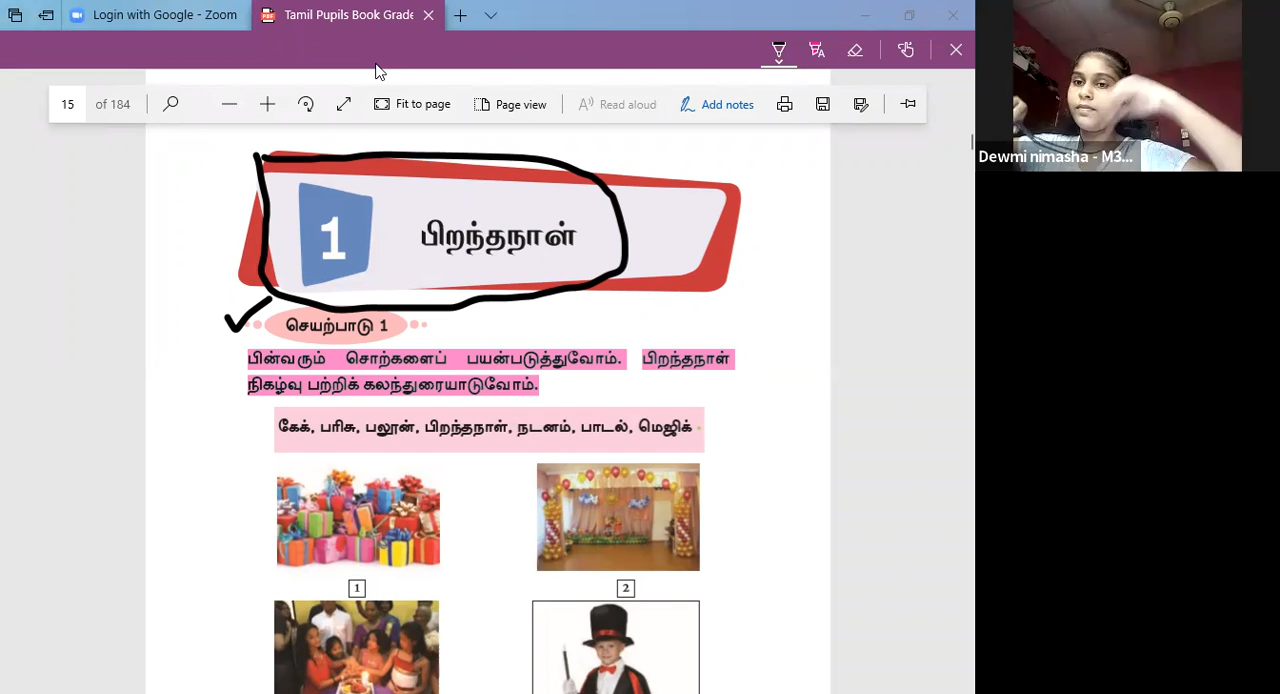 Login with Google - Zoom
Tamil Pupils Book Grade
15 of 184
Fit to page
Page view
Read aloud
Add notes
Dewmi nimasha - M3...
1 பிறந்தநாள்
செயற்பாடு 1
பின்வரும் சொற்களைப் பயன்படுத்துவோம். பிறந்தநாள்
நிகழ்வு பற்றிக் கலந்துரையாடுவோம்.
கேக், பரிசு, பலூன், பிறந்தநாள், நடனம், பாடல், மெஜிக்
1
2